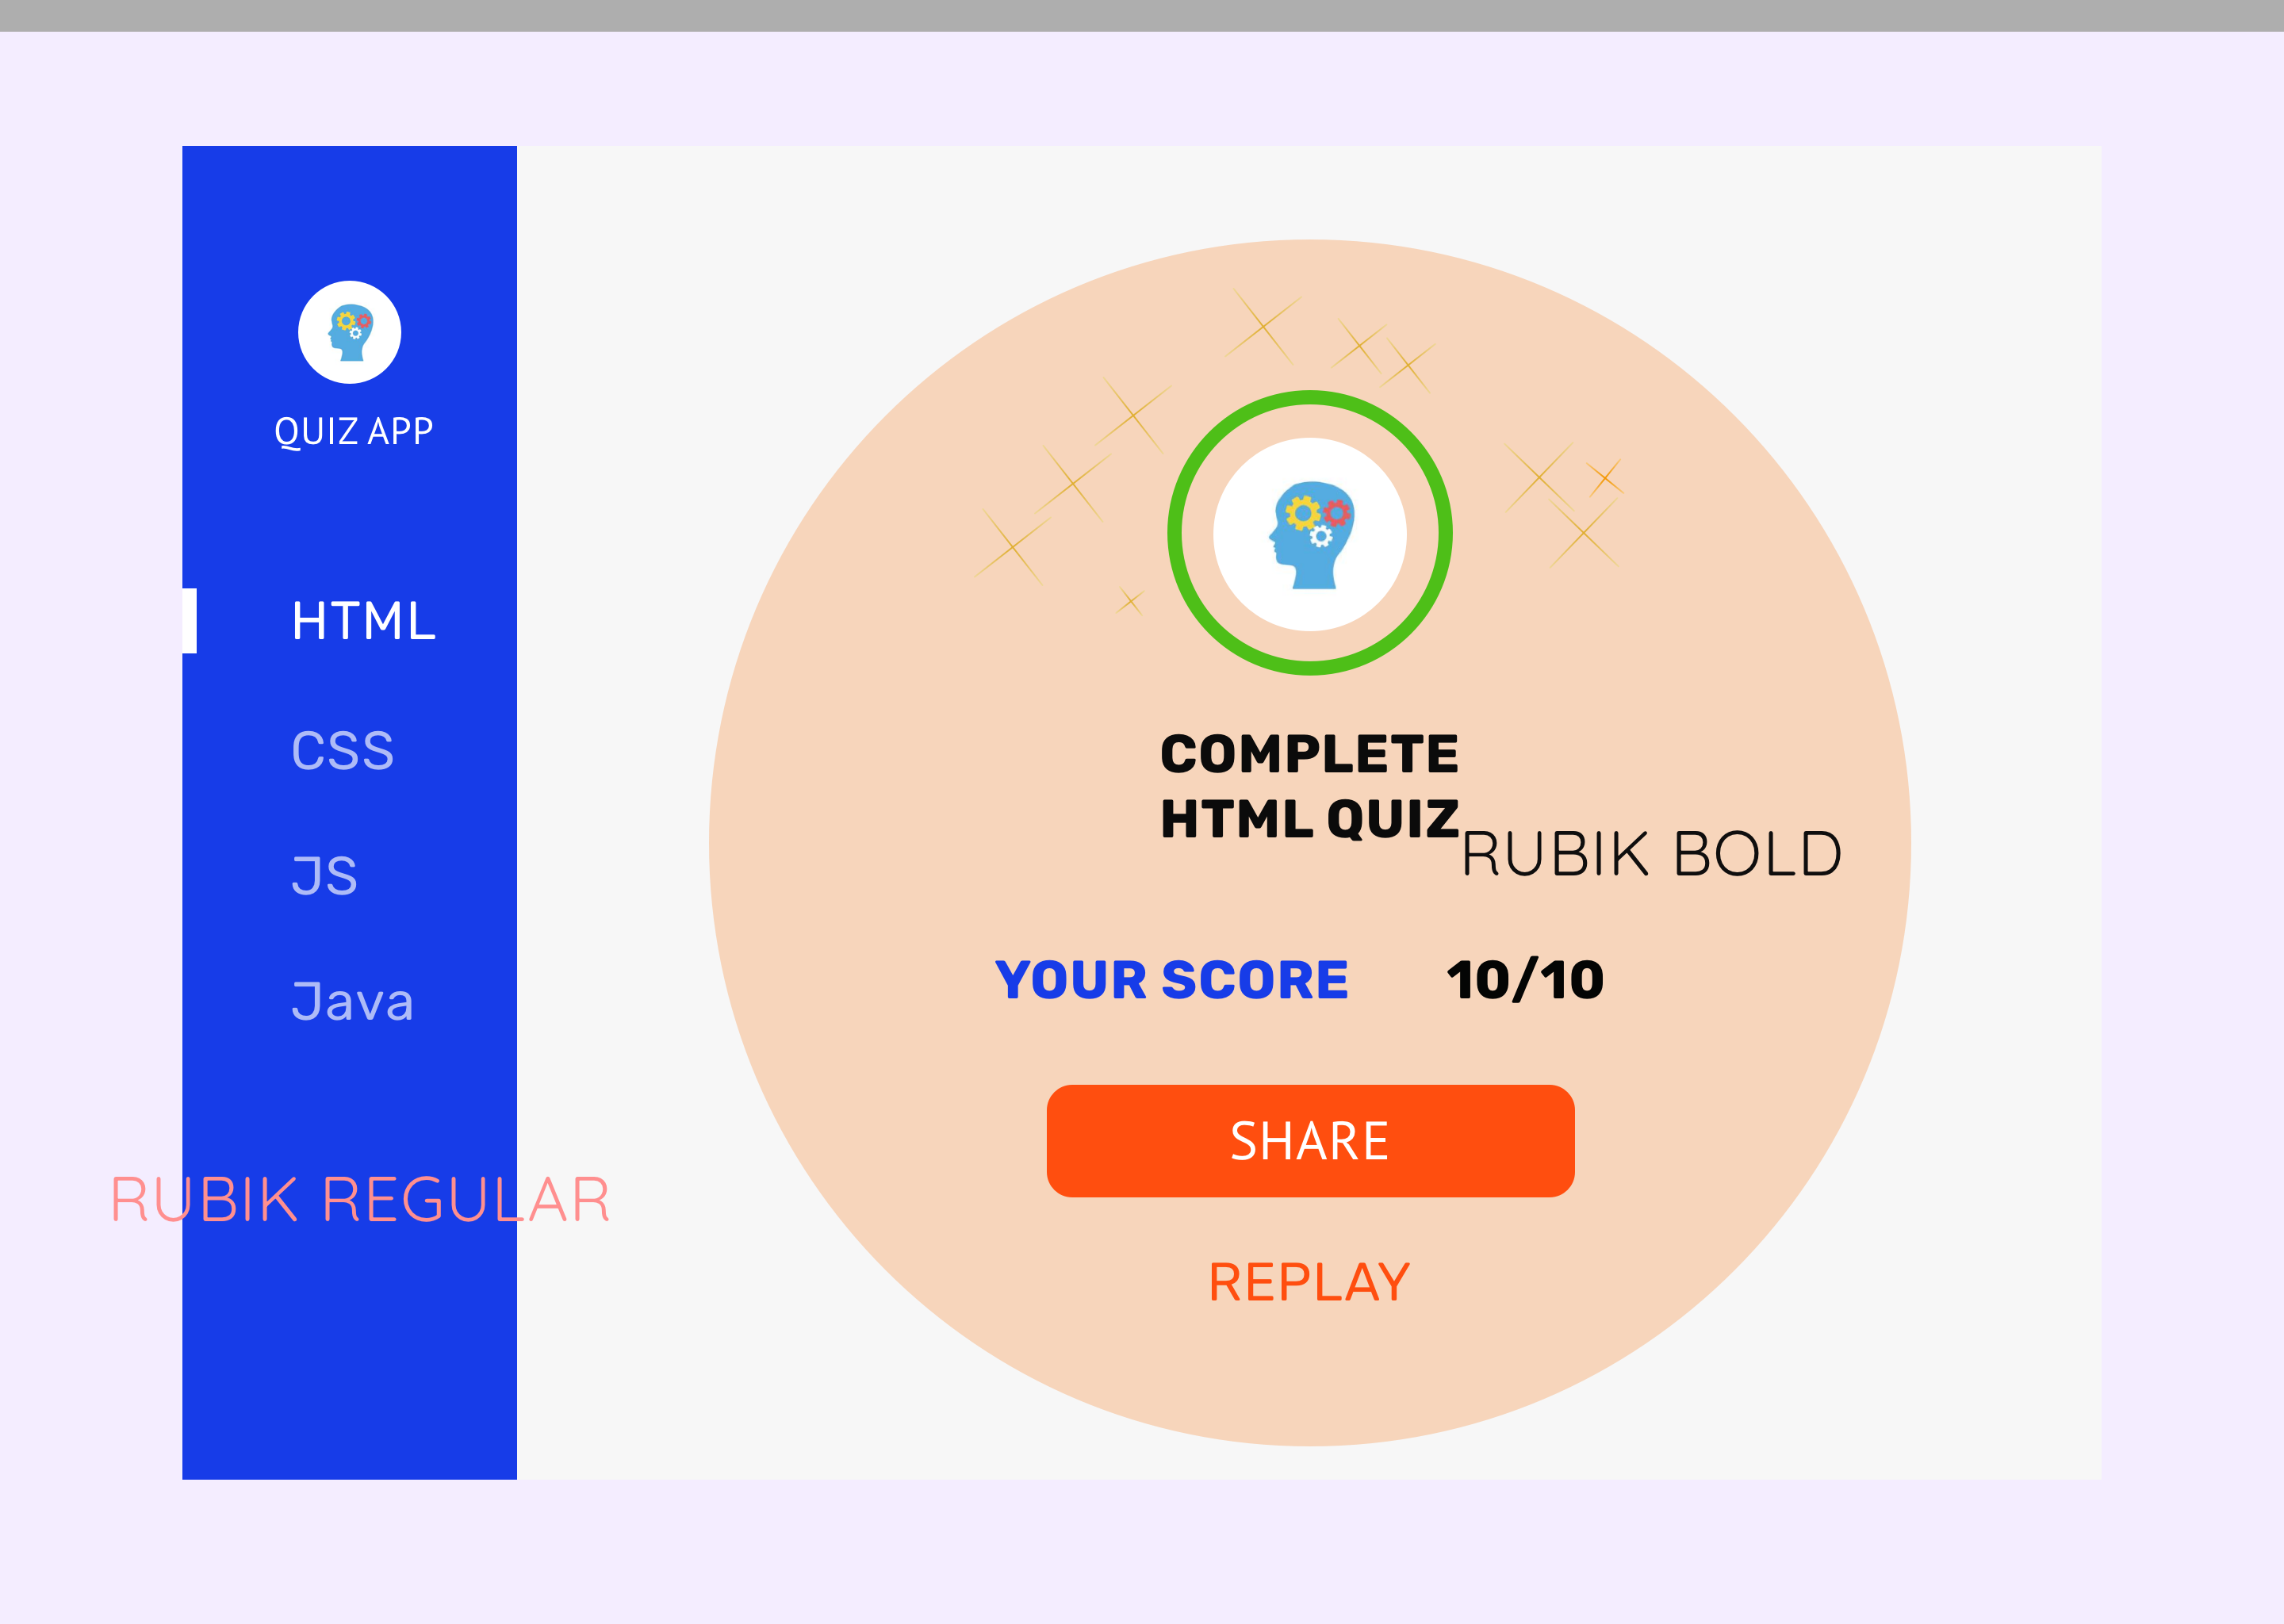 QUIZ APP
HTML
CSS
JS
Java
RUBIK REGULAR
COMPLETE
HTML QUIZ
RUBIK BOLD
YOUR SCORE 10/10
SHARE
REPLAY